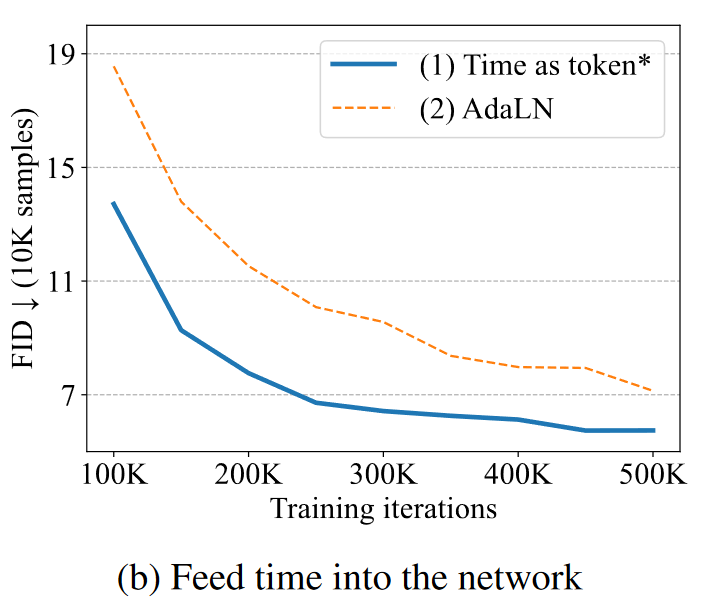 19
15
11
7
FID ↓ (10K samples)
(1) Time as token*
(2) AdaLN
100K 200K 300K 400K 500K
Training iterations
(b) Feed time into the network